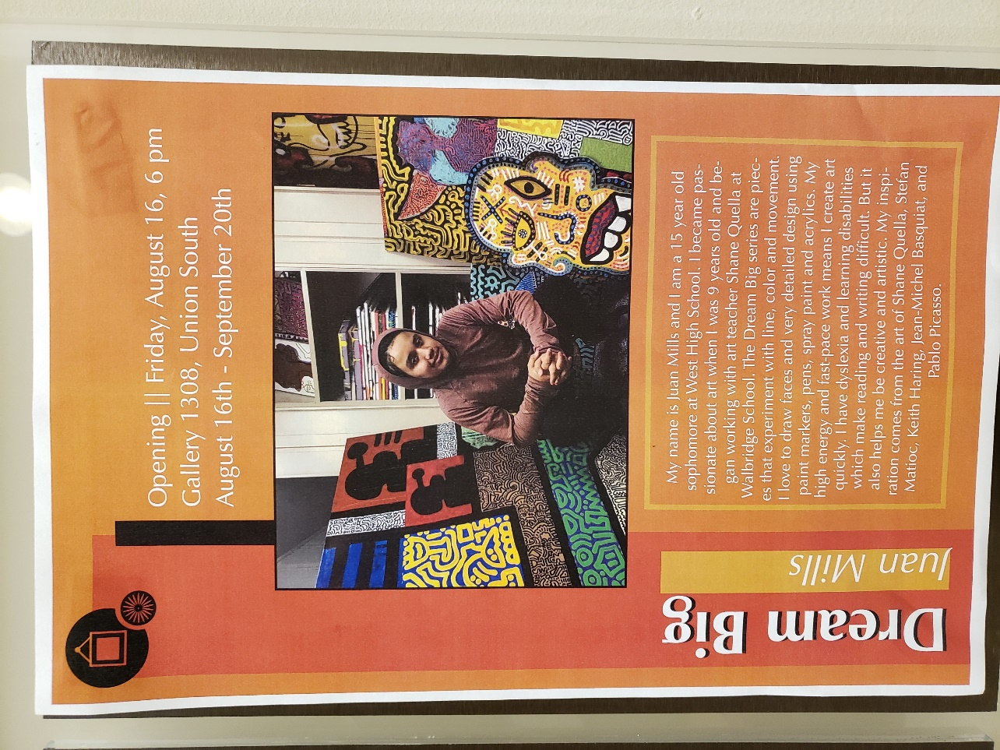 Opening || Friday, August 16, 6 pm
Gallery 1308, Union South
August 16th - September 20th
Dream Big
Juan Mills
My name is Juan Mills and I am a 15 year old
sophomore at West High School. I became pas-
sionate about art when I was 9 years old and be-
gan working with art teacher Shane Quella at
Walbridge School. The Dream Big series are piec-
es that experiment with line, color and movement.
I love to draw faces and very detailed design using
paint markers, pens, spray paint and acrylics. My
high energy and fast-pace work means I create art
quickly. I have dyslexia and learning disabilities
which make reading and writing difficult. But it
also helps me be creative and artistic. My inspi-
ration comes from the art of Shane Quella, Stefan
Matioc, Keith Haring, Jean-Michel Basquiat, and
Pablo Picasso.